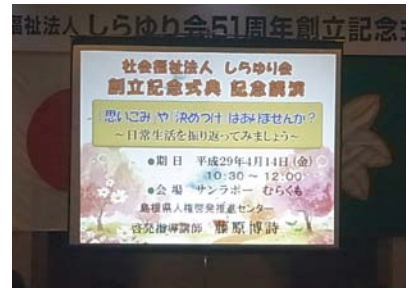 福祉法人 しらゆり会51周年創立記念式
社会福祉法人 しらゆり会
創立記念式典 記念講演
「思いこみ」や「決めつけ」はありませんか?
~日常生活を振り返ってみましょう~
●期 日 平成29年4月14日(金)
10:30~12:00
●会 場 サンラポー むらくも
島根県人権啓発推進センター
啓発指導講師 藤原博詩